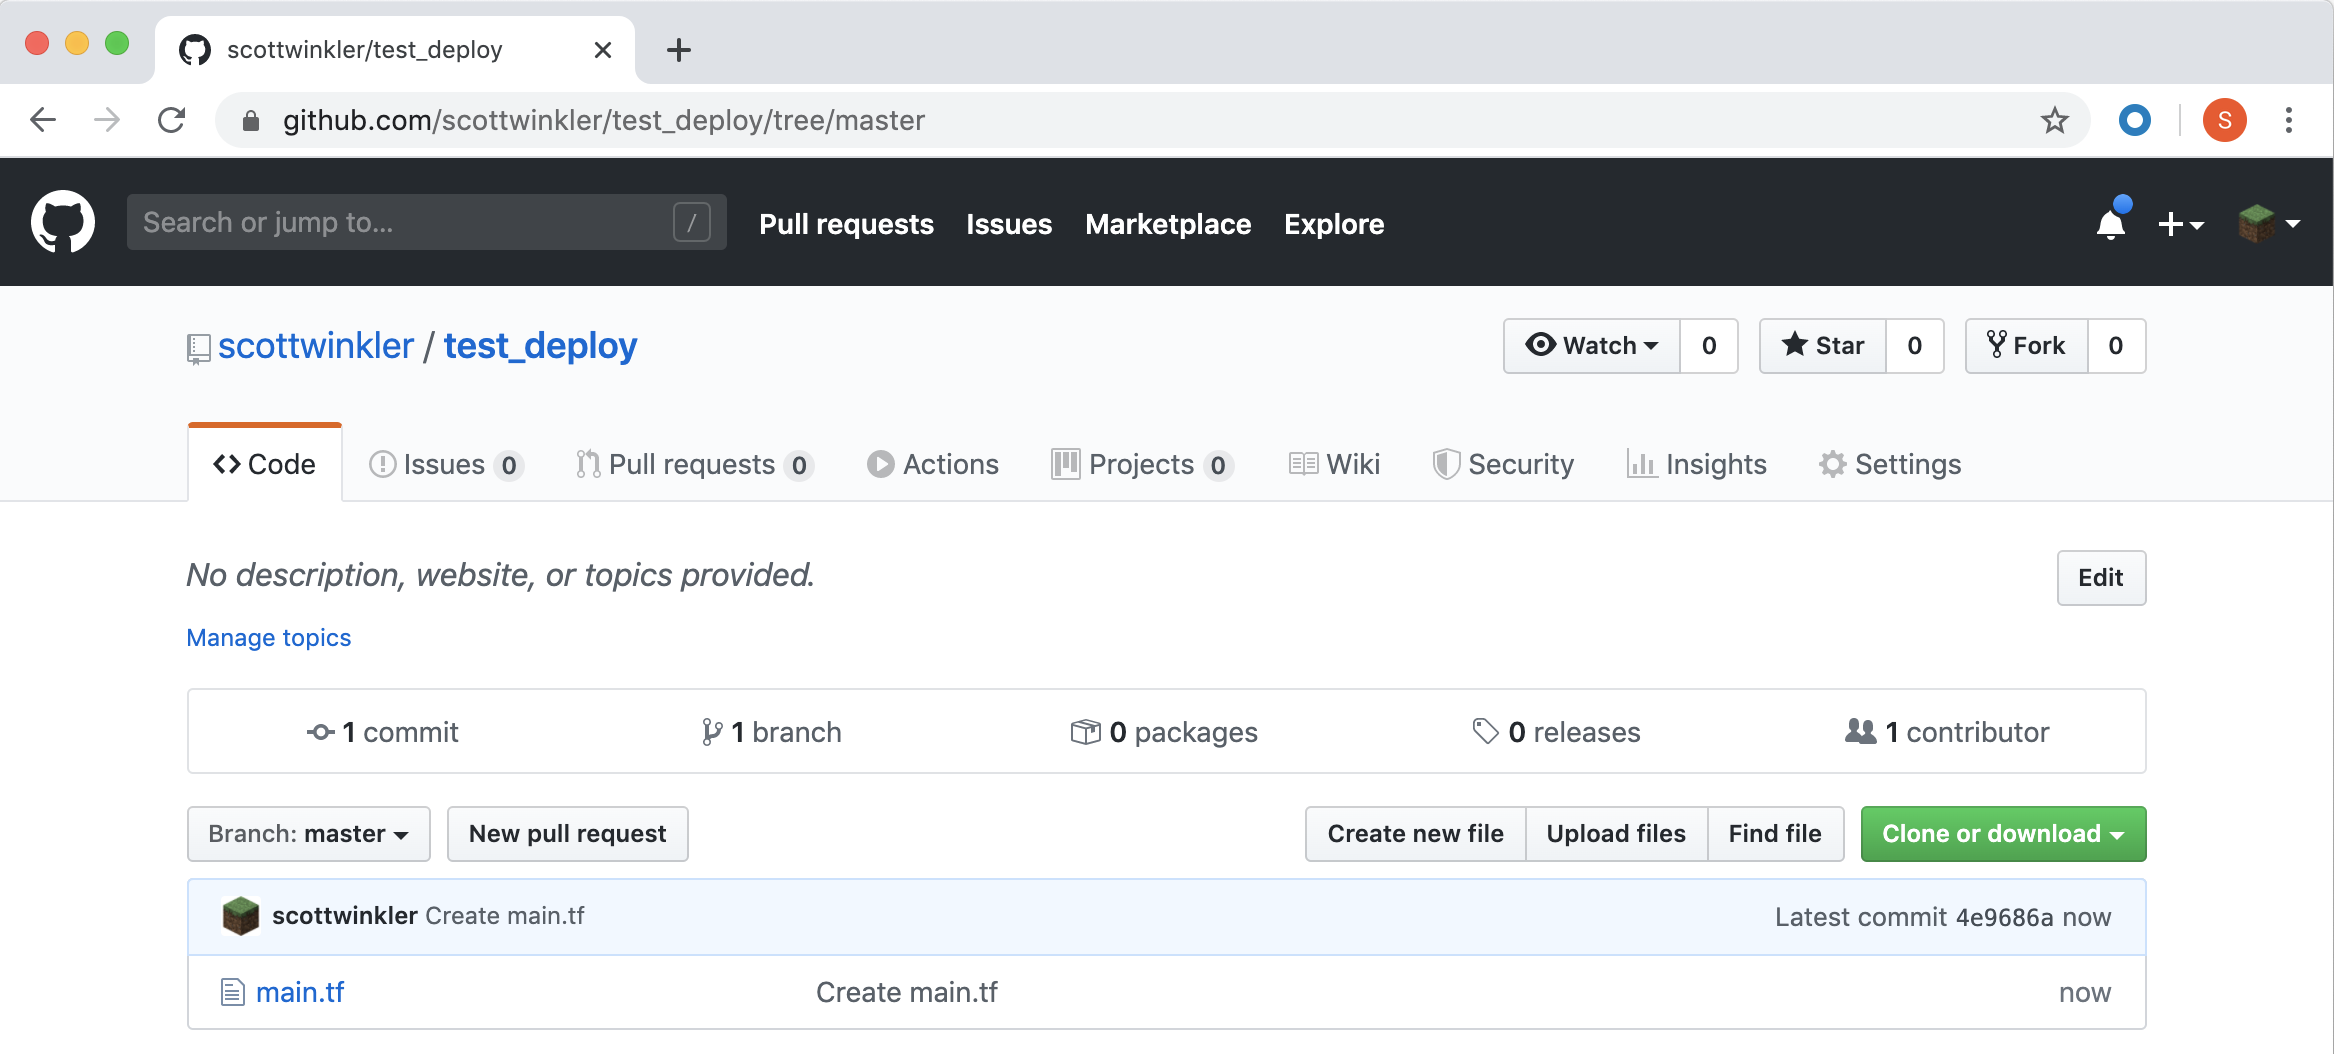 scottwinkler/test_deploy
github.com/scottwinkler/test_deploy/tree/master
S
Search or jump to... /
Pull requests Issues Marketplace Explore
scottwinkler / test_deploy
Watch 0 Star 0 Fork 0
Code Issues 0 Pull requests 0 Actions Projects 0 Wiki Security Insights Settings
No description, website, or topics provided.
Edit
Manage topics
1 commit 1 branch 0 packages 0 releases 1 contributor
Branch: master New pull request Create new file Upload files Find file Clone or download
scottwinkler Create main.tf Latest commit 4e9686a now
main.tf Create main.tf now